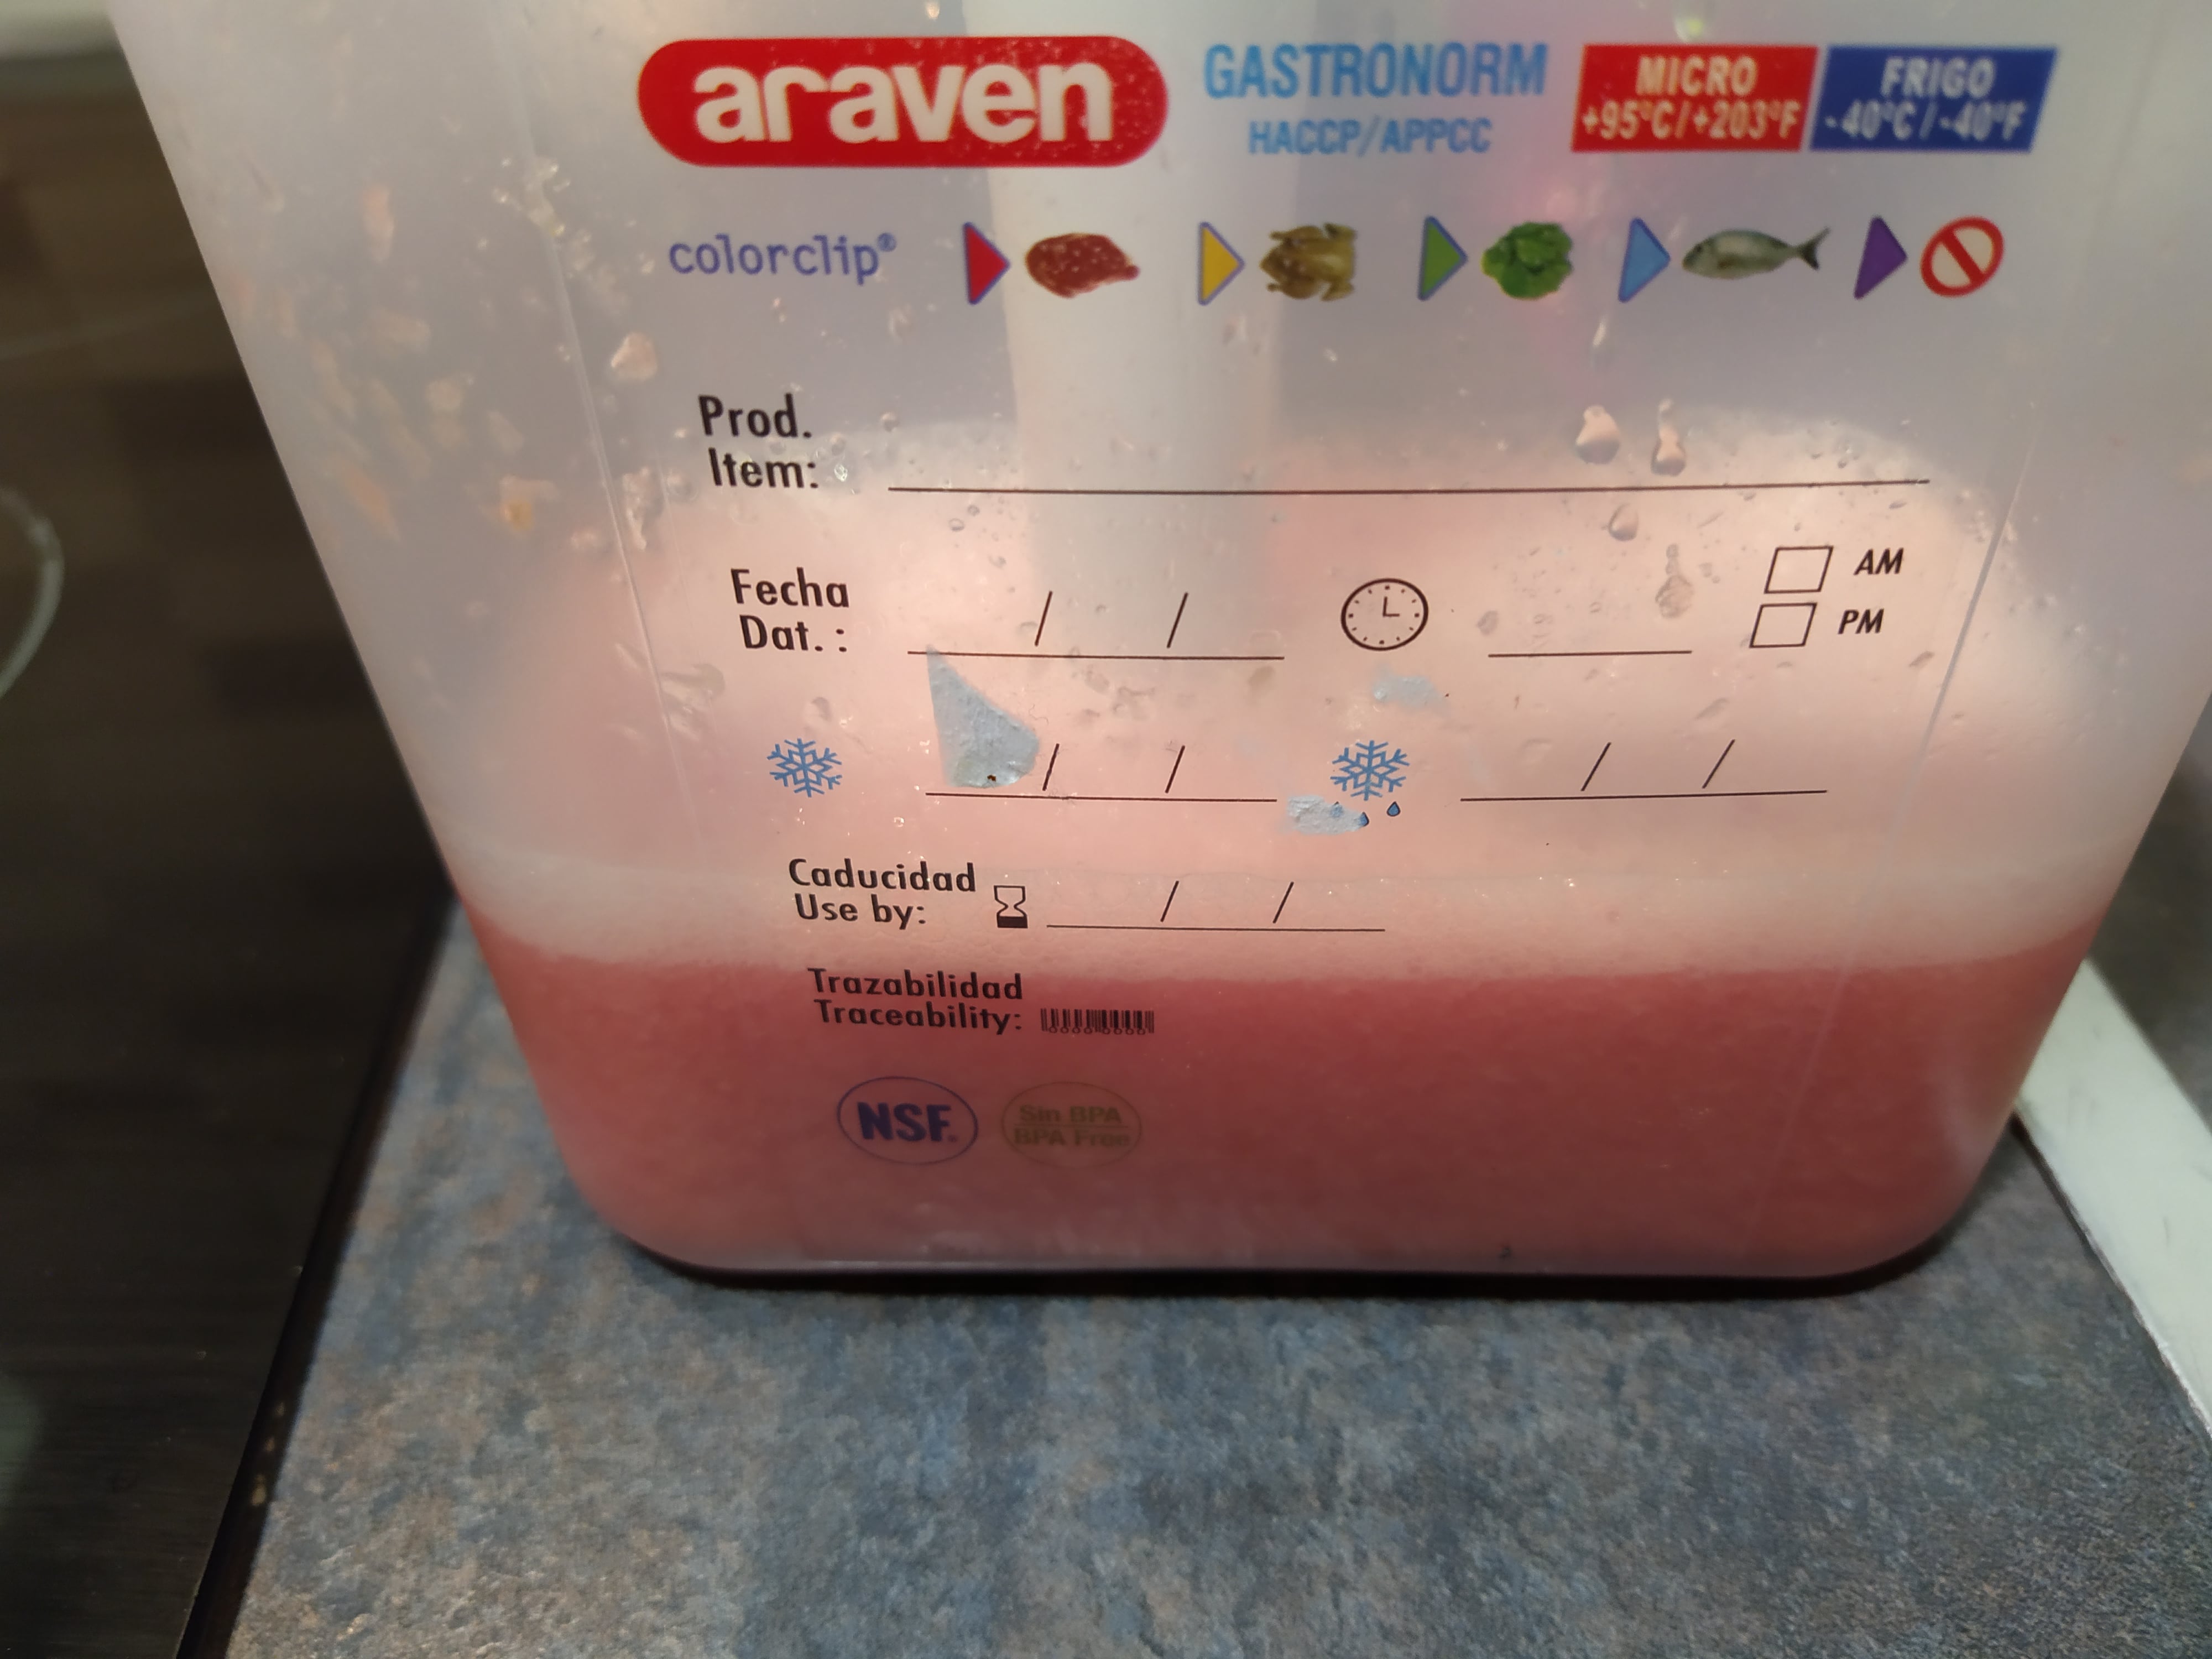 araven
GASTRONORM
HACCP/APPCC
MICRO
+95°C/+203°F
FRIGO
-40°C/-40°F
colorclip®
Prod.
Item:
Fecha
Dat. :
/ /
AM
PM
/ /
/ /
Caducidad
Use by:
/ /
Trazabilidad
Traceability:
NSF®
Sin BPA
BPA Free